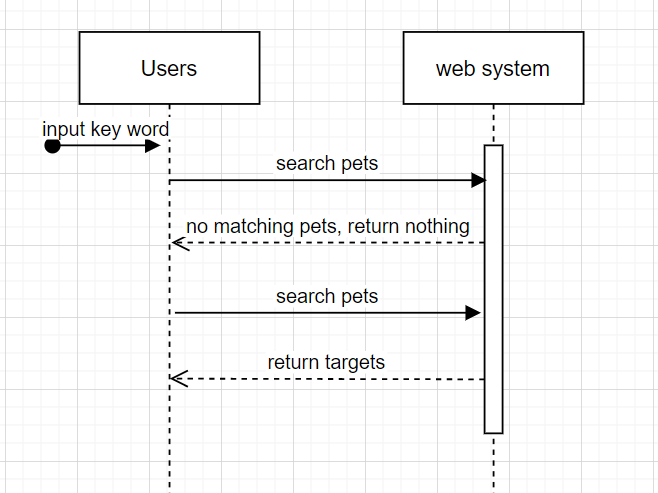 Users
web system
input key word
search pets
no matching pets, return nothing
search pets
return targets